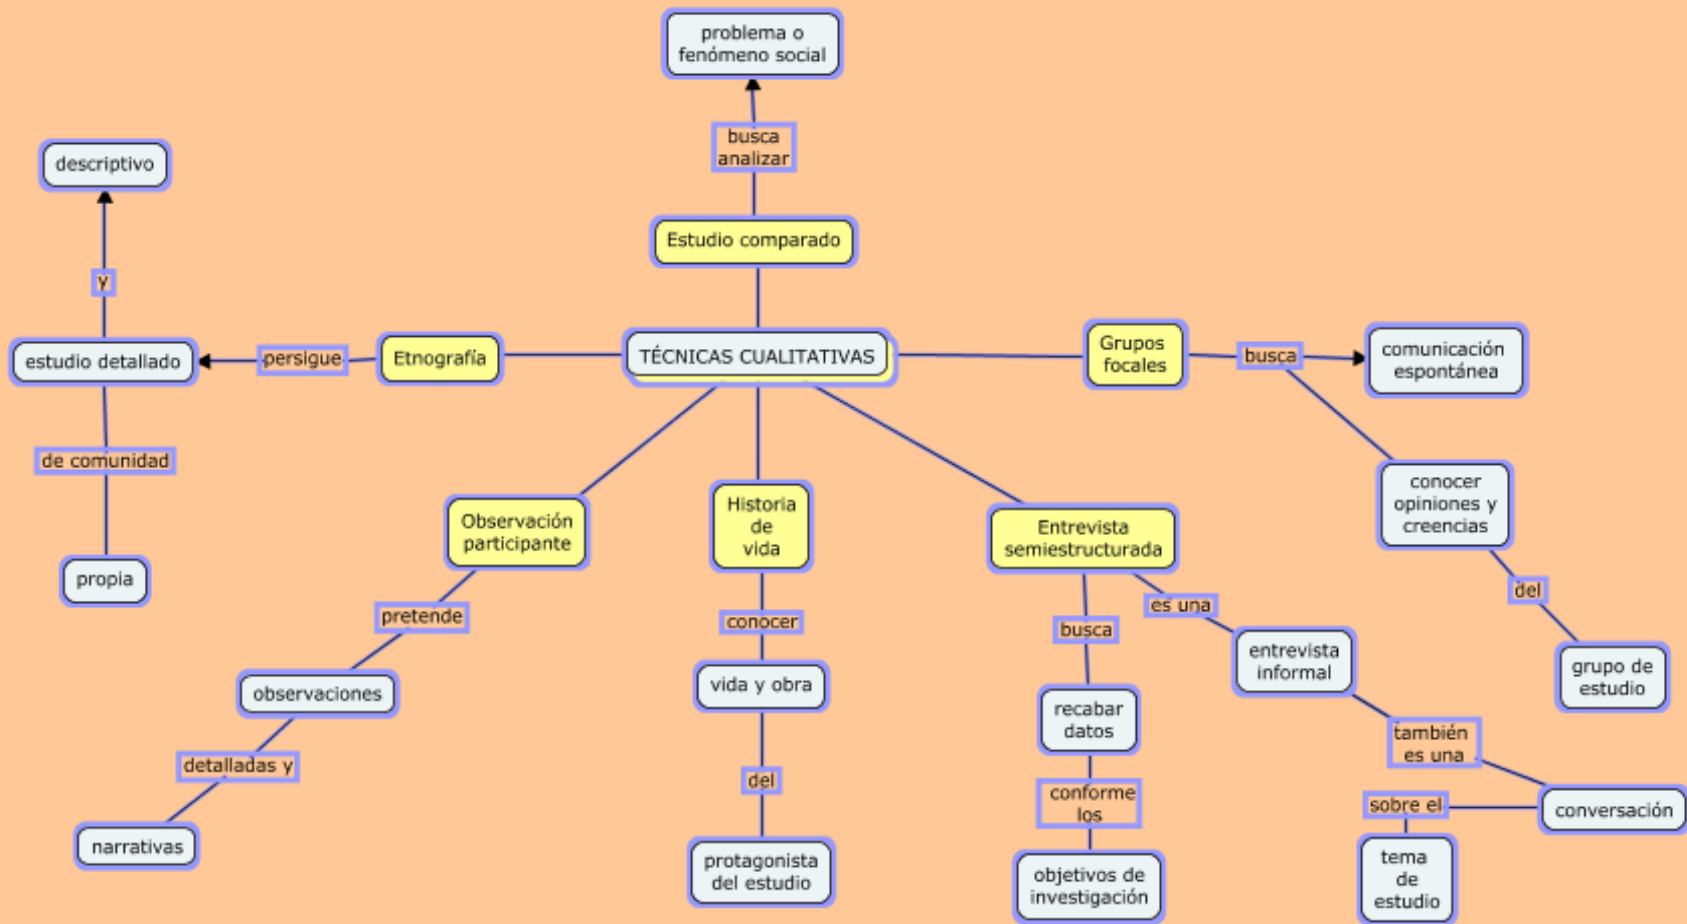 problema o
fenómeno social
busca
analizar
descriptivo
Estudio comparado
y
estudio detallado
persigue
Etnografía
TÉCNICAS CUALITATIVAS
Grupos
focales
busca
comunicación
espontánea
de comunidad
propia
Observación
participante
Historia
de
vida
Entrevista
semiestructurada
conocer
opiniones y
creencias
pretende
conocer
busca
es una
del
observaciones
vida y obra
recabar
datos
entrevista
informal
grupo de
estudio
detalladas y
del
conforme
los
también
es una
narrativas
protagonista
del estudio
objetivos de
investigación
sobre el
conversación
tema
de
estudio